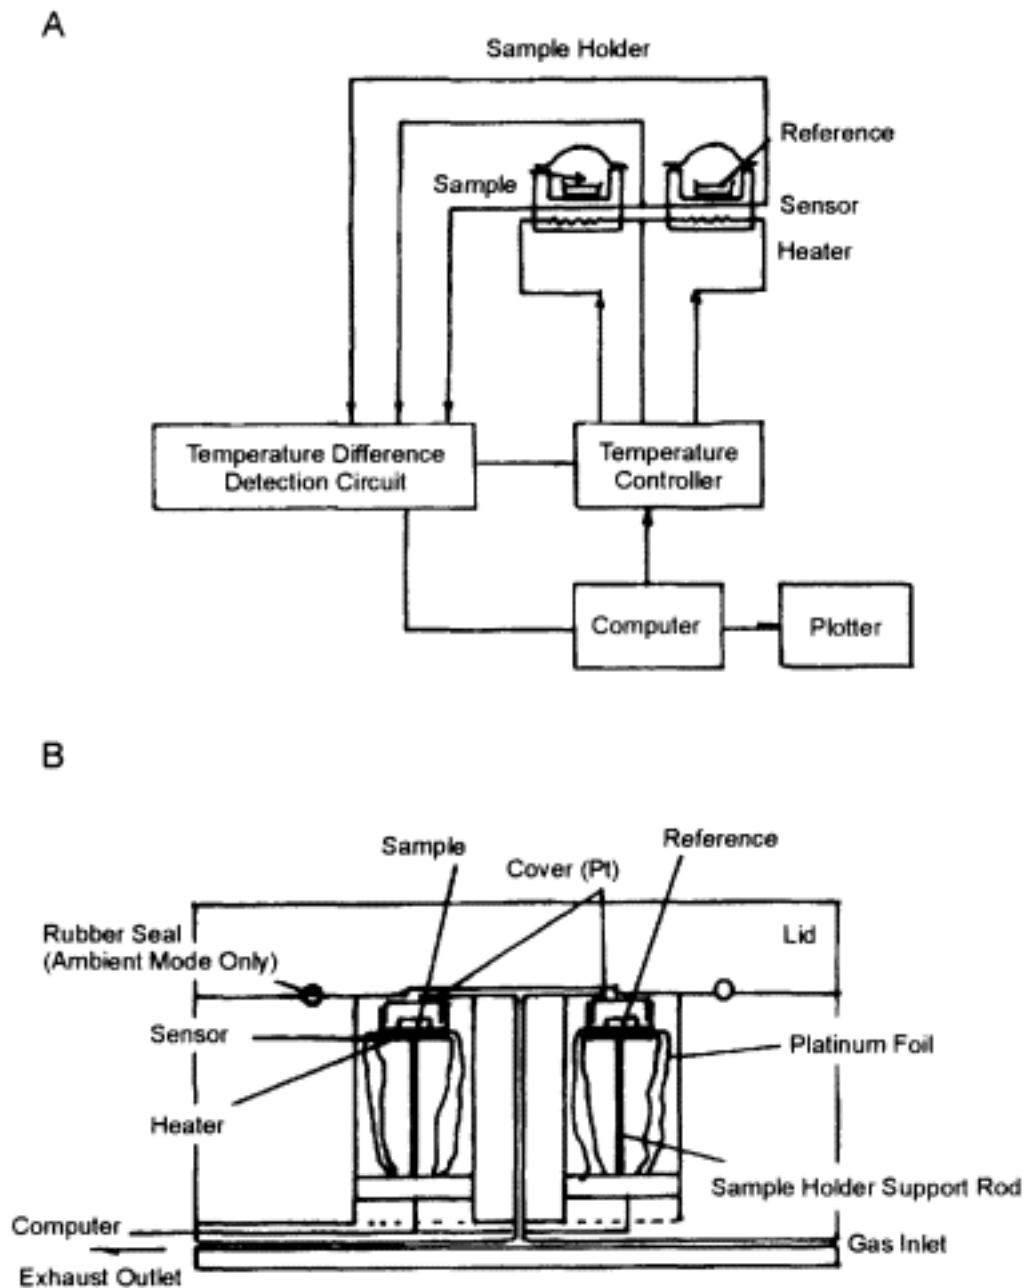 A
Sample Holder
Reference
Sample
Sensor
Heater
Temperature Difference
Detection Circuit
Temperature
Controller
Computer
Plotter
B
Sample
Reference
Cover (Pt)
Rubber Seal
(Ambient Mode Only)
Lid
Sensor
Platinum Foil
Heater
Sample Holder Support Rod
Computer
Gas Inlet
Exhaust Outlet